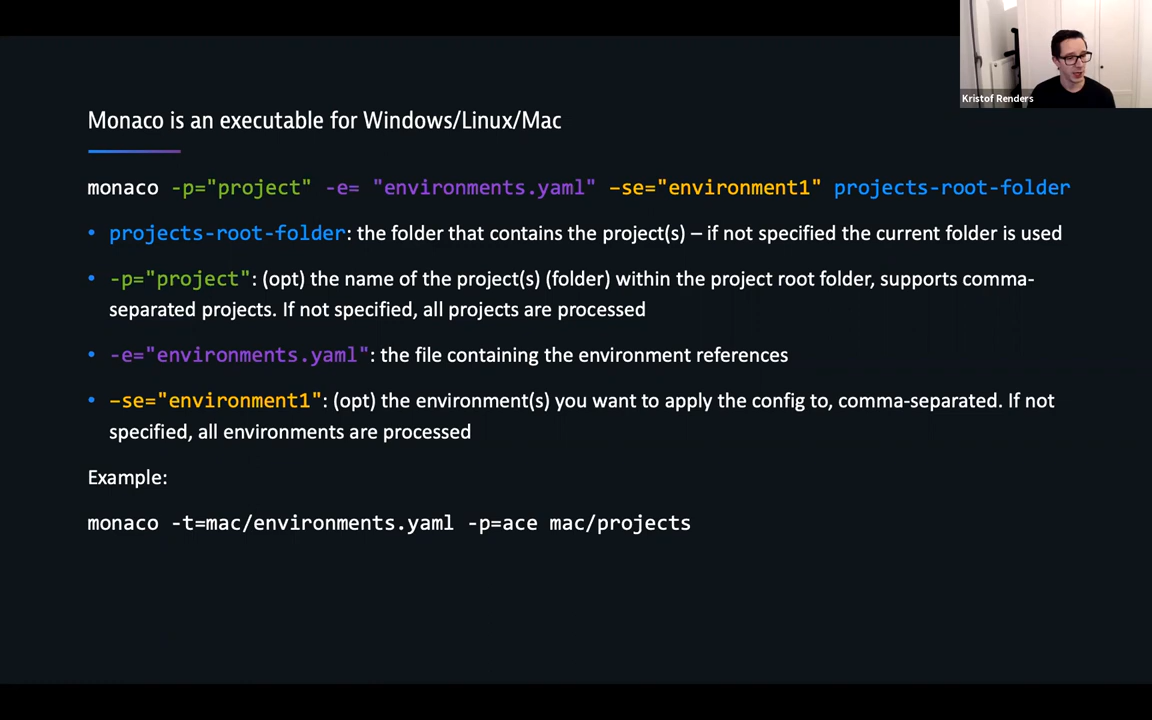 Kristof Renders
Monaco is an executable for Windows/Linux/Mac
monaco -p="project" -e= "environments.yaml" –se="environment1" projects-root-folder
• projects-root-folder: the folder that contains the project(s) – if not specified the current folder is used
• -p="project": (opt) the name of the project(s) (folder) within the project root folder, supports comma-
separated projects. If not specified, all projects are processed
• -e="environments.yaml": the file containing the environment references
• –se="environment1": (opt) the environment(s) you want to apply the config to, comma-separated. If not
specified, all environments are processed
Example:
monaco -t=mac/environments.yaml -p=ace mac/projects